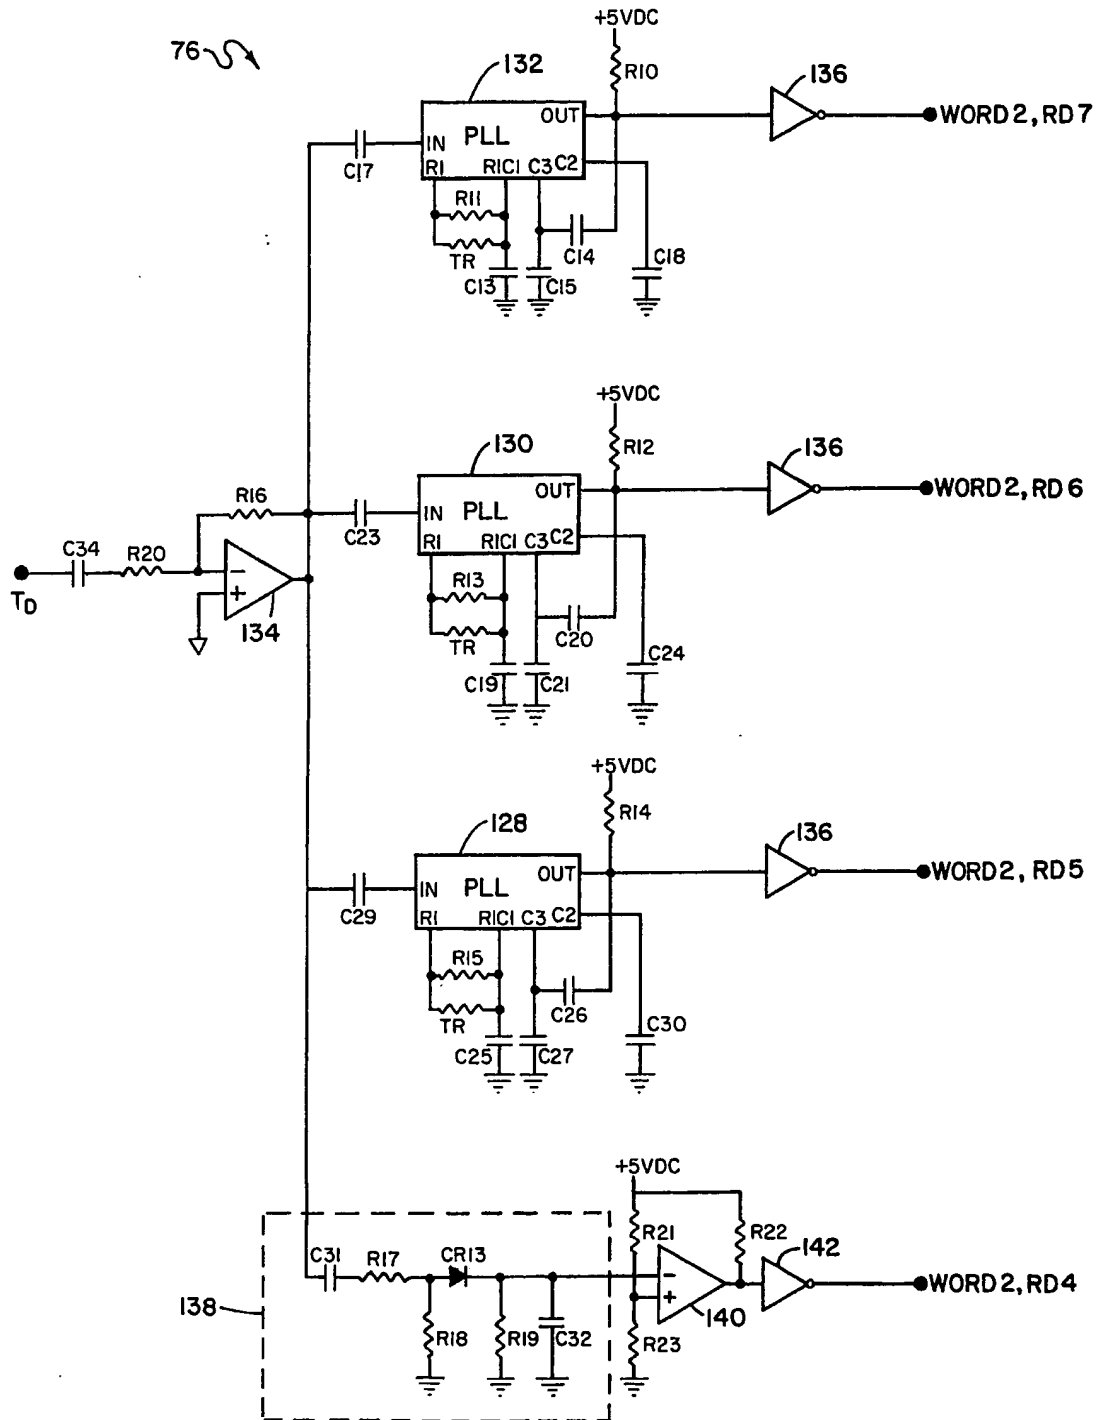 76
+5VDC
R10
132
136
OUT
PLL
IN
C17
R1
R1C1
C3
C2
WORD 2, RD7
R11
TR
C13
C15
C14
C18
+5VDC
R12
130
136
OUT
PLL
IN
C23
R1
R1C1
C3
C2
WORD 2, RD6
R16
C34
R20
TD
-
+
134
R13
TR
C19
C21
C20
C24
+5VDC
R14
128
136
OUT
PLL
IN
C29
R1
R1C1
C3
C2
WORD 2, RD5
R15
TR
C25
C27
C26
C30
+5VDC
R21
R22
142
C31
R17
CR13
-
+
WORD 2, RD4
138
R18
R19
C32
R23
140